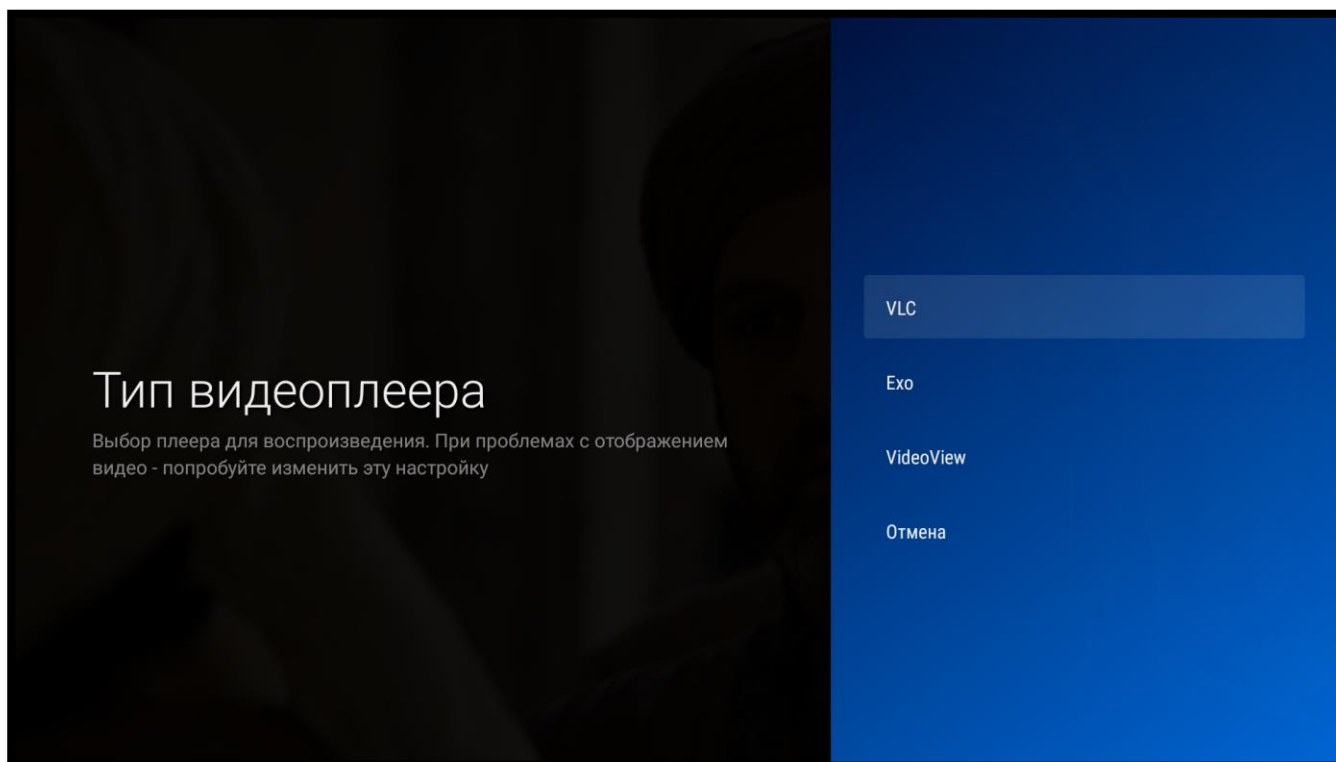 Тип видеоплеера
Выбор плеера для воспроизведения. При проблемах с отображением
видео - попробуйте изменить эту настройку
VLC
Exo
VideoView
Отмена